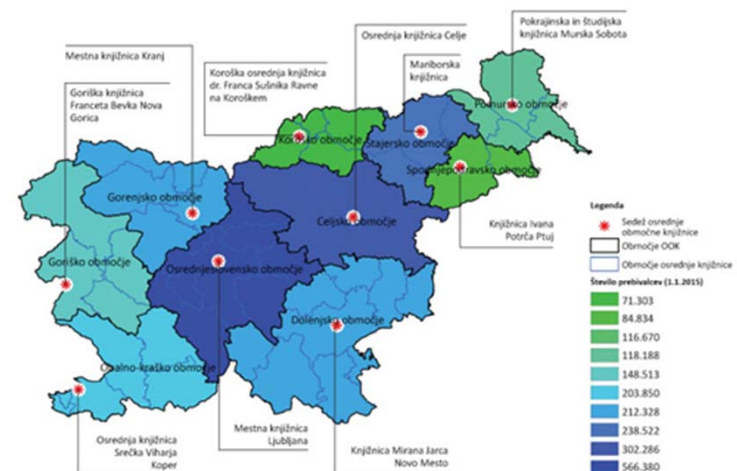 Pokrajinska in študijska
knjižnica Murska Sobota
Osrednja knjižnica Celje
Mestna knjižnica Kranj
Mariborska
knjižnica
Koroška osrednja knjižnica
dr. Franca Sušnika Ravne
na Koroškem
Goriška knjižnica
Franceta Bevka Nova
Gorica
Pomursko območje
Koroško območje
Štajersko območje
Spodnjepodravsko območje
Gorenjsko območje
Celjsko območje
Goriško območje
Osrednjeslovensko območje
Dolenjsko območje
Obalno-kraško območje
Knjižnica Ivana
Potrča Ptuj
Mestna knjižnica
Ljubljana
Osrednja knjižnica
Srečka Vilharja
Koper
Knjižnica Mirana Jarca
Novo Mesto
Legenda
Sedež osrednje
območne knjižnice
Območje OOK
Območje osrednje knjižnice
Število prebivalcev (1.1.2015)
71.303
84.834
116.670
118.188
148.513
203.850
212.328
238.522
302.286
566.380